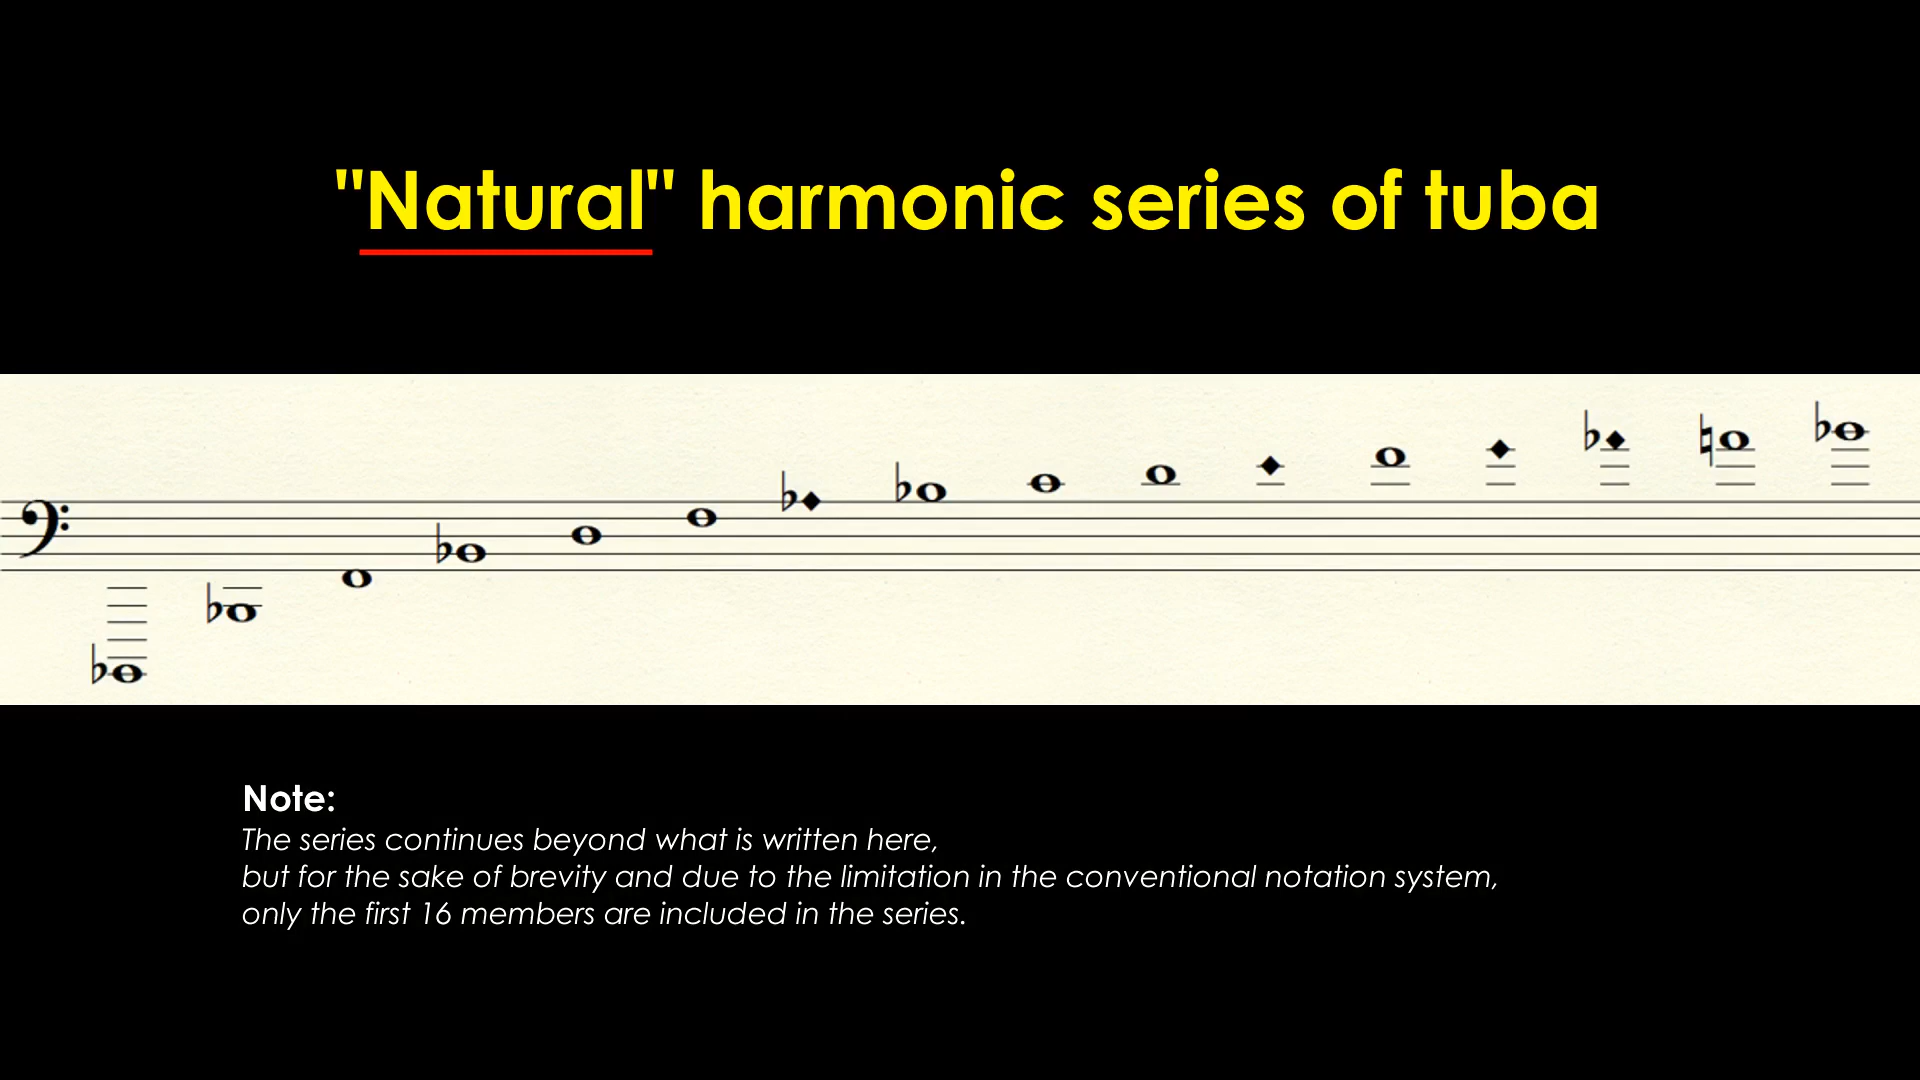 "Natural" harmonic series of tuba
Note:
The series continues beyond what is written here,
but for the sake of brevity and due to the limitation in the conventional notation system,
only the first 16 members are included in the series.